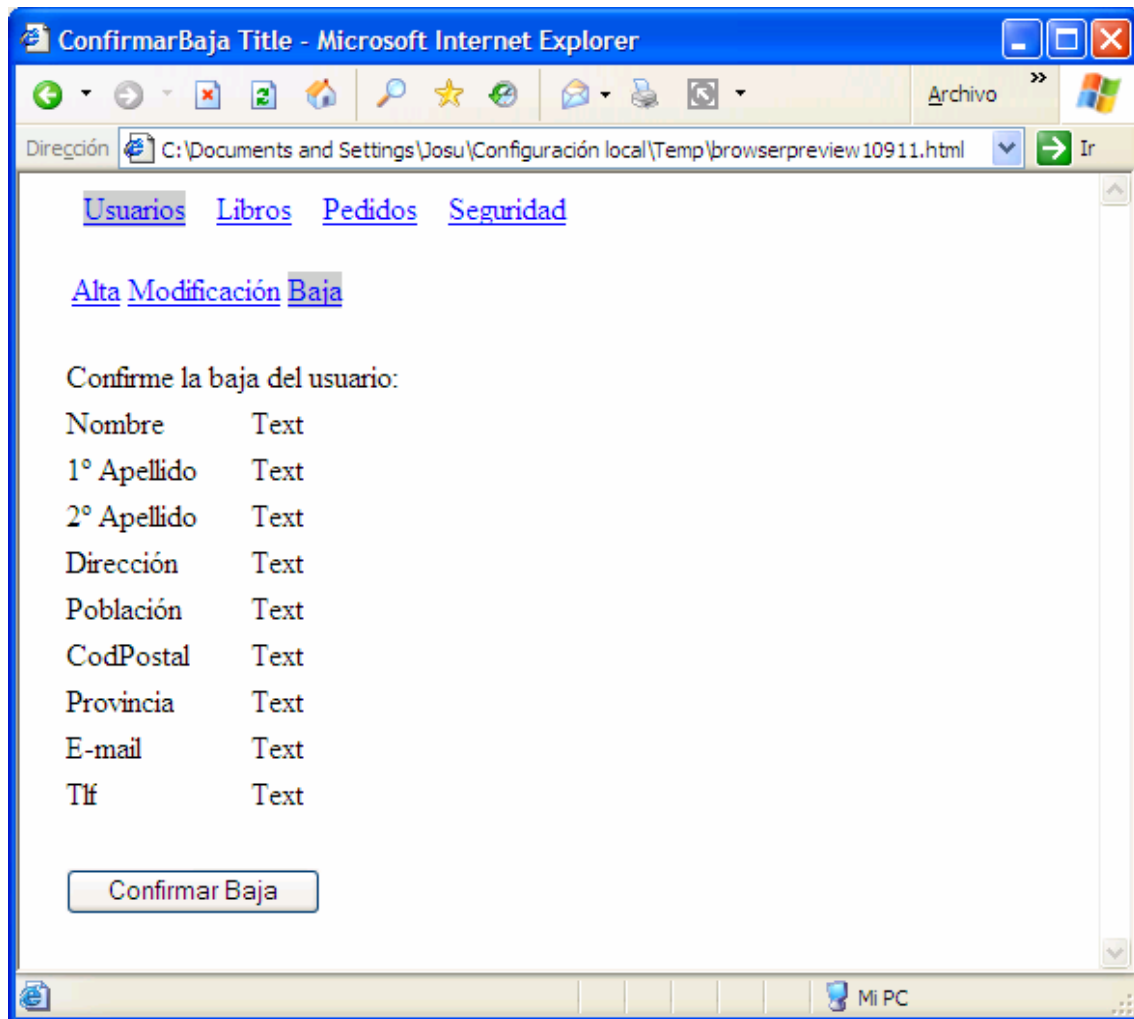 ConfirmarBaja Title - Microsoft Internet Explorer
Archivo »
Dirección C:\Documents and Settings\Josu\Configuración local\Temp\browserpreview10911.html Ir
Usuarios Libros Pedidos Seguridad
Alta Modificación Baja
Confirme la baja del usuario:
Nombre Text
1º Apellido Text
2º Apellido Text
Dirección Text
Población Text
CodPostal Text
Provincia Text
E-mail Text
Tlf Text
Confirmar Baja
Mi PC